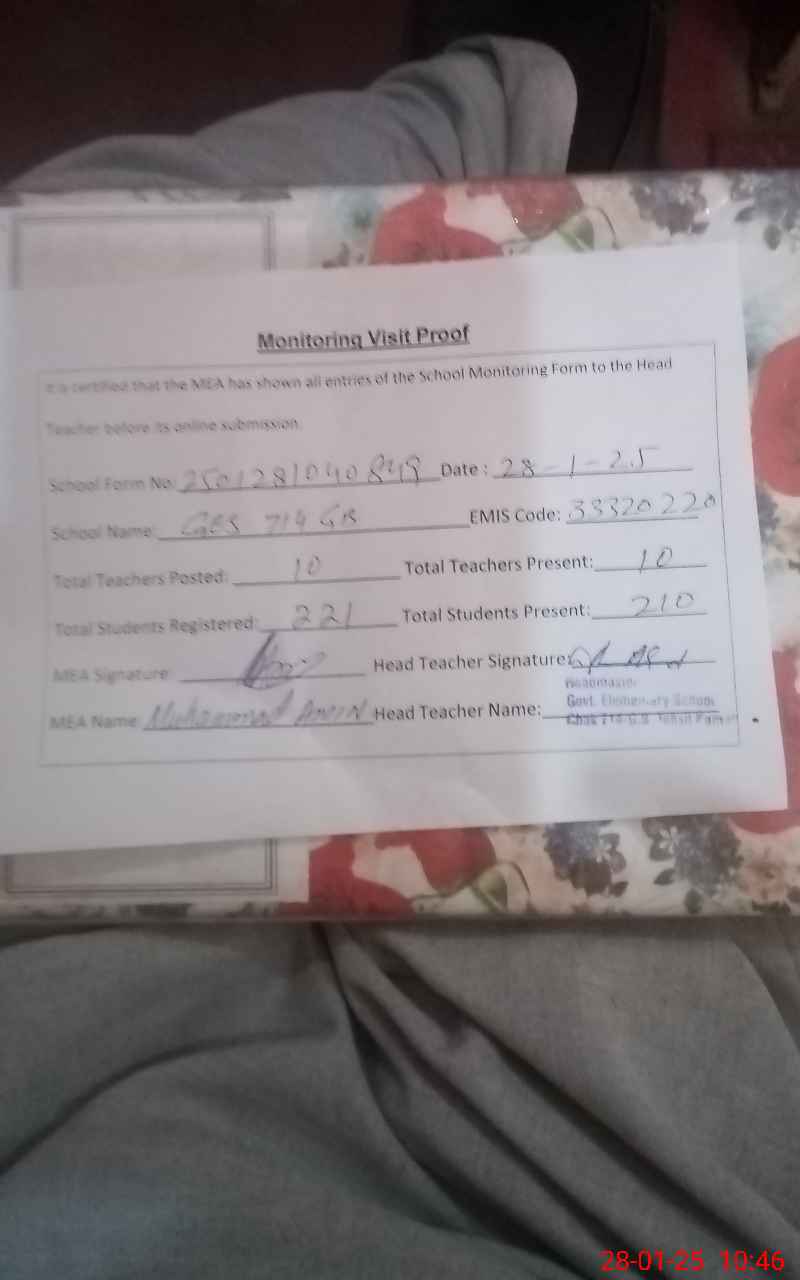 Monitoring Visit Proof
It is certified that the MEA has shown all entries of the School Monitoring Form to the Head
Teacher before its online submission.
School Form No: 2501281040849 Date : 28-1-25
School Name: GES 714 GB EMIS Code: 33320220
Total Teachers Posted: 10 Total Teachers Present: 10
Total Students Registered: 221 Total Students Present: 210
MEA Signature: Head Teacher Signature:
MEA Name: Muhammad Amin Head Teacher Name:
Headmaster
Govt. Elementary School
Chak 714 G.B. Tehsil
28-01-25 10:46